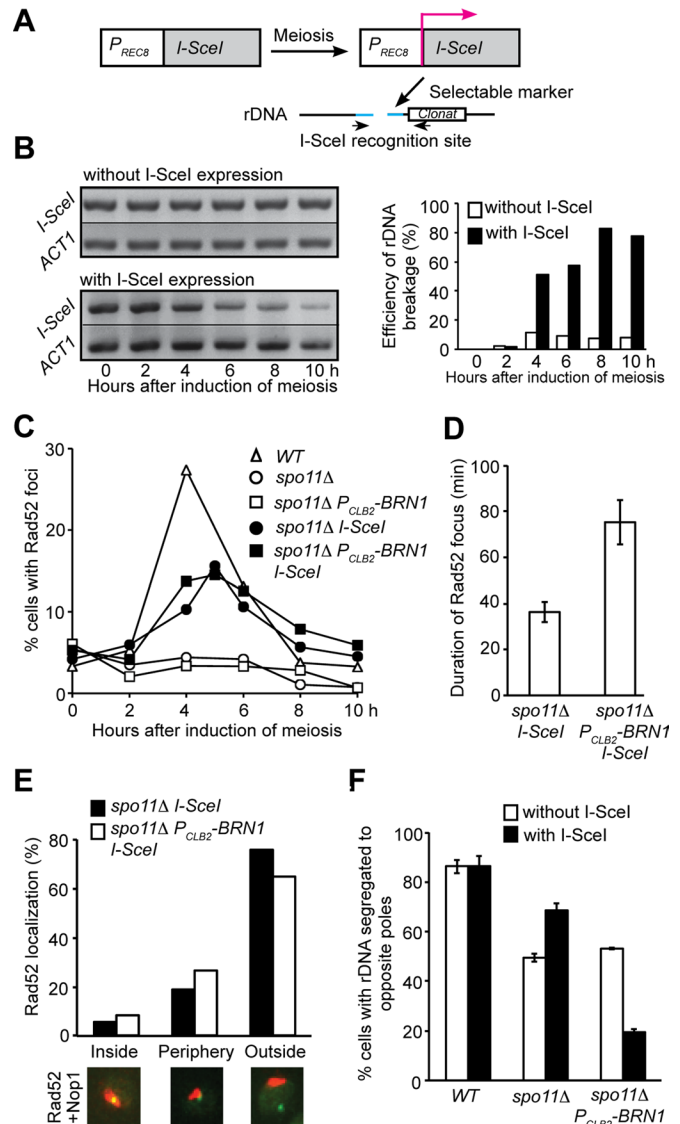 A
P_REC8 I-SceI Meiosis P_REC8 I-SceI
Selectable marker
rDNA Clonat
I-SceI recognition site
B
without I-SceI expression
I-SceI
ACT1
with I-SceI expression
I-SceI
ACT1
0 2 4 6 8 10 h
Hours after induction of meiosis
Efficiency of rDNA
breakage (%)
100
80
60
40
20
0
without I-SceI
with I-SceI
0 2 4 6 8 10 h
Hours after induction of meiosis
C
% cells with Rad52 foci
30
20
10
0
WT
spo11Δ
spo11Δ P_CLB2-BRN1
spo11Δ I-SceI
spo11Δ P_CLB2-BRN1
I-SceI
0 2 4 6 8 10 h
Hours after induction of meiosis
D
Duration of Rad52 focus (min)
100
80
60
40
20
0
spo11Δ
I-SceI
spo11Δ
P_CLB2-BRN1
I-SceI
E
spo11Δ I-SceI
spo11Δ P_CLB2-BRN1
I-SceI
Rad52 localization (%)
80
60
40
20
0
Inside Periphery Outside
Rad52
+Nop1
F
without I-SceI
with I-SceI
% cells with rDNA segregated to
opposite poles
100
80
60
40
20
0
WT
spo11Δ
spo11Δ
P_CLB2-BRN1